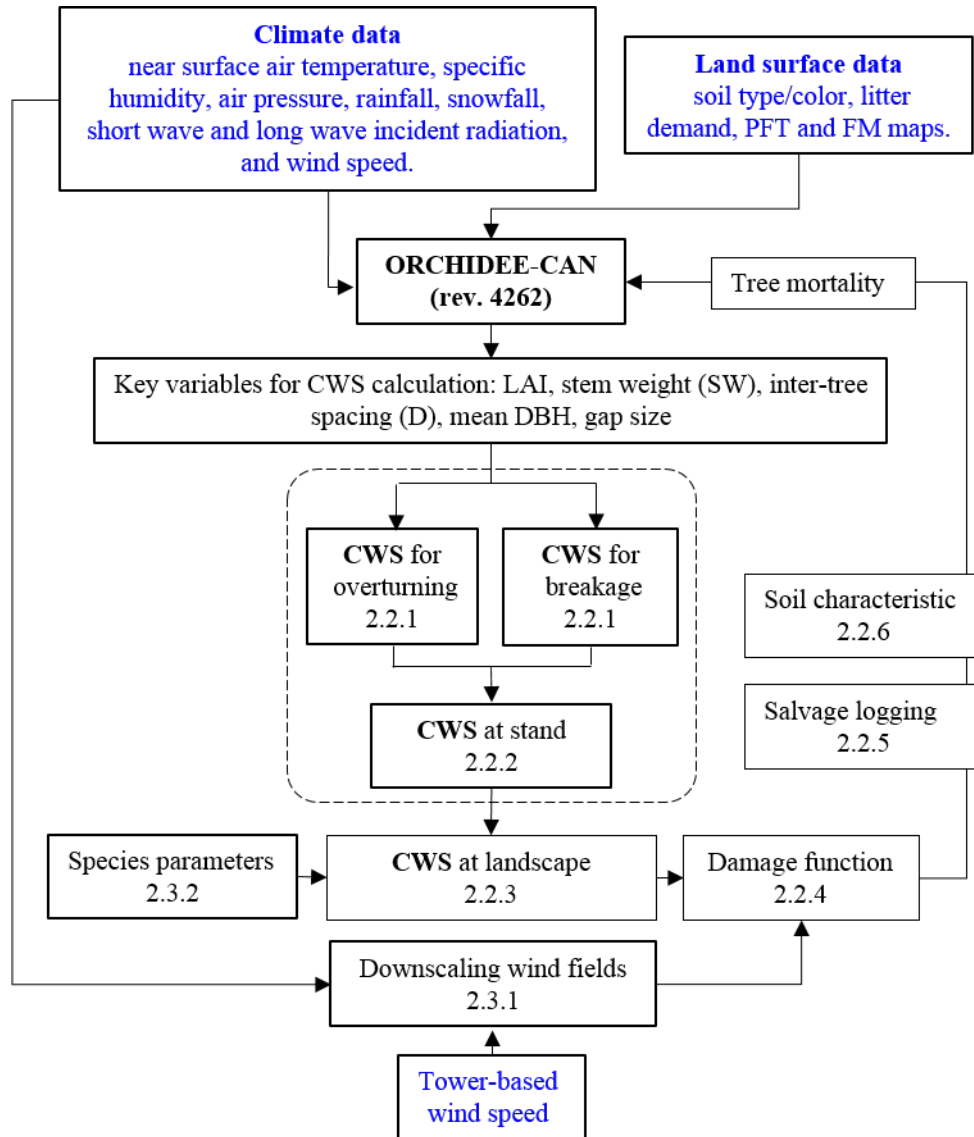 Climate data
near surface air temperature, specific
humidity, air pressure, rainfall, snowfall,
short wave and long wave incident radiation,
and wind speed.
Land surface data
soil type/color, litter
demand, PFT and FM maps.
ORCHIDEE-CAN
(rev. 4262)
Tree mortality
Key variables for CWS calculation: LAI, stem weight (SW), inter-tree
spacing (D), mean DBH, gap size
CWS for
overturning
2.2.1
CWS for
breakage
2.2.1
Soil characteristic
2.2.6
Salvage logging
2.2.5
CWS at stand
2.2.2
Species parameters
2.3.2
CWS at landscape
2.2.3
Damage function
2.2.4
Downscaling wind fields
2.3.1
Tower-based
wind speed